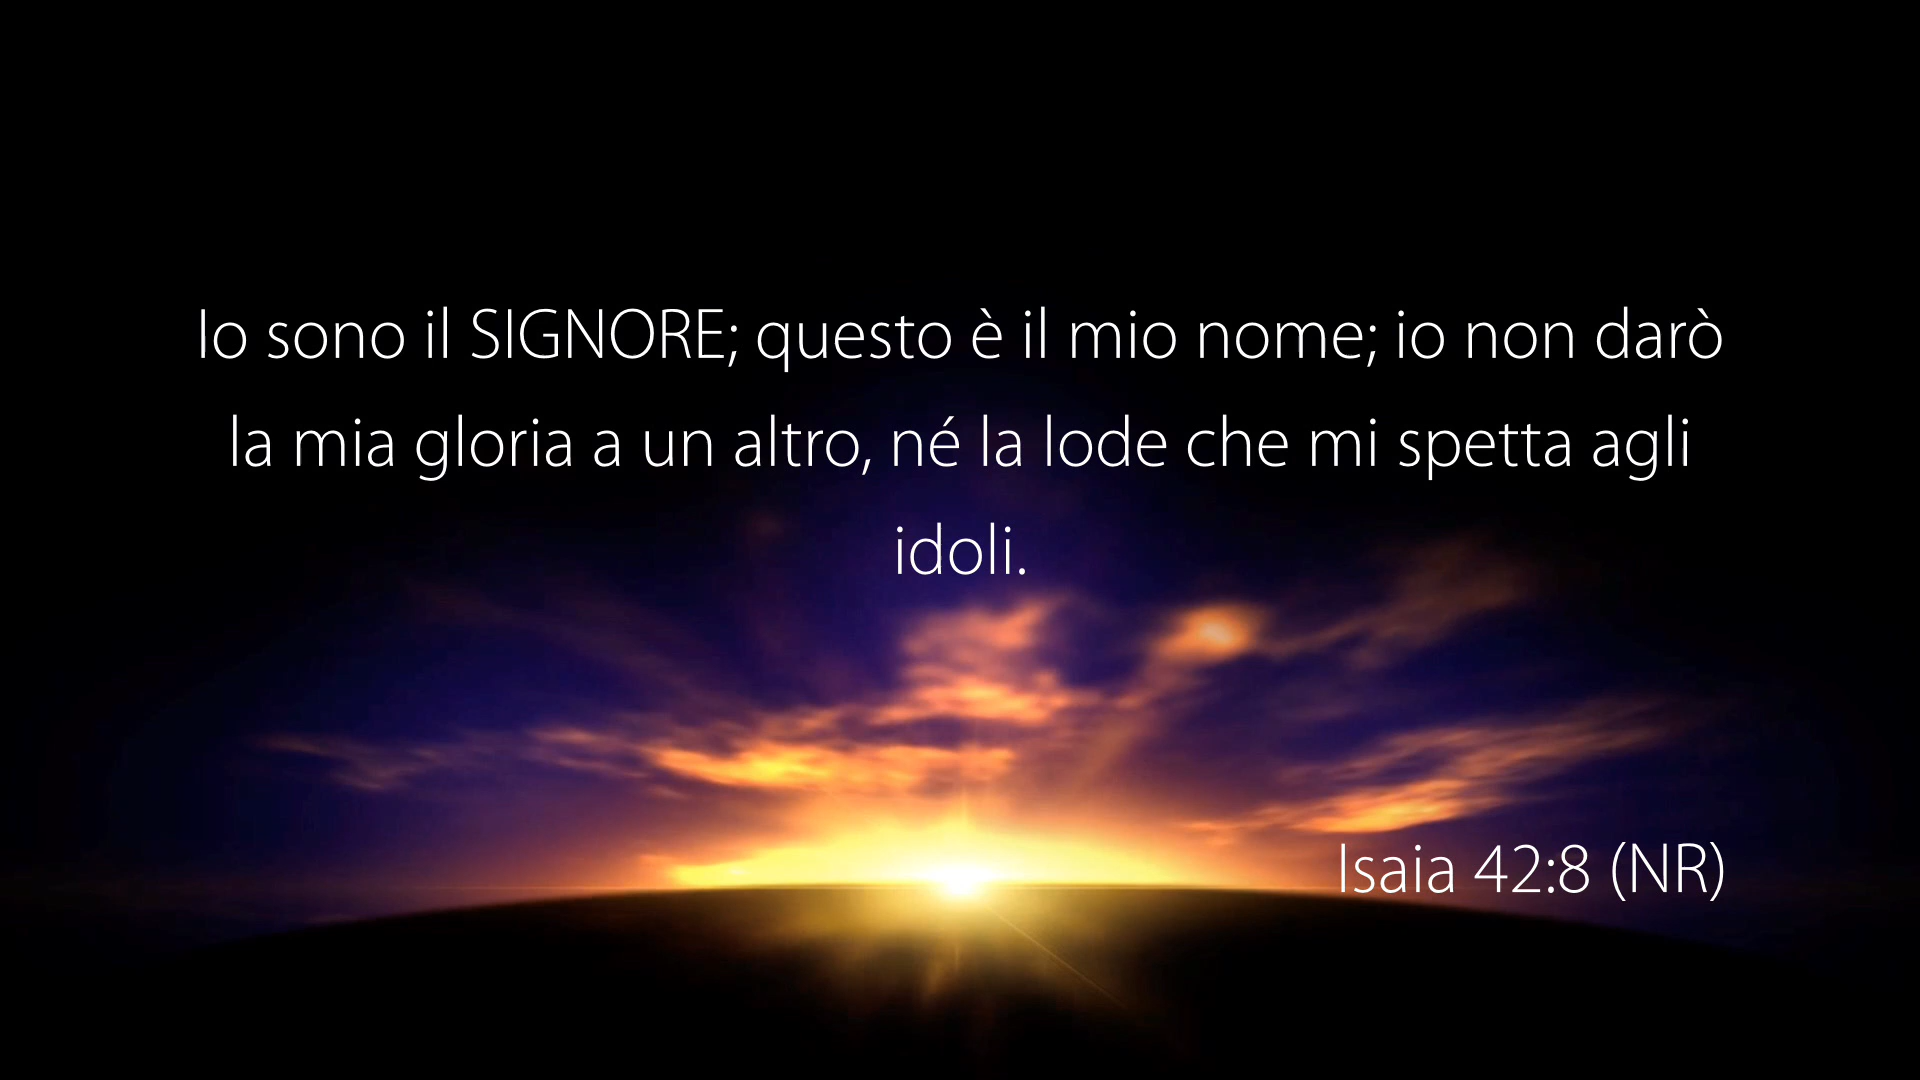 Io sono il SIGNORE; questo è il mio nome; io non darò
la mia gloria a un altro, né la lode che mi spetta agli
idoli.
Isaia 42:8 (NR)